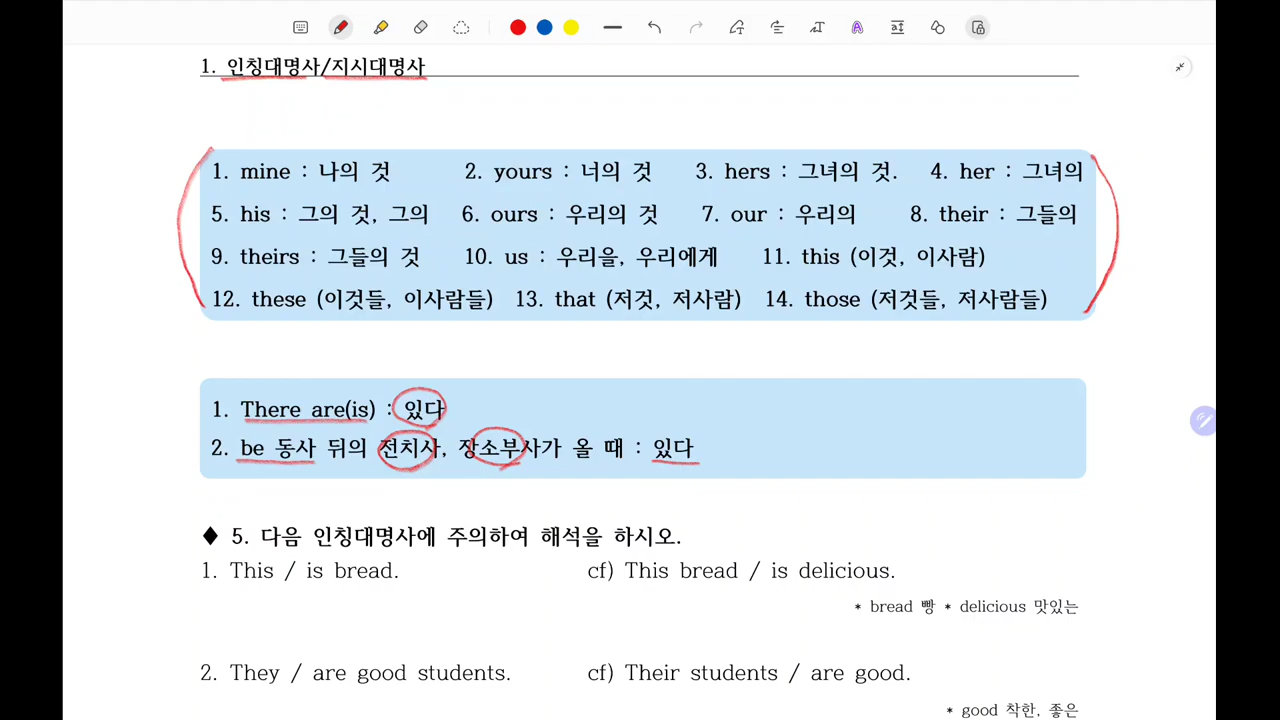 1. 인칭대명사/지시대명사
1. mine : 나의 것 2. yours : 너의 것 3. hers : 그녀의 것. 4. her : 그녀의
5. his : 그의 것, 그의 6. ours : 우리의 것 7. our : 우리의 8. their : 그들의
9. theirs : 그들의 것 10. us : 우리을, 우리에게 11. this (이것, 이사람)
12. these (이것들, 이사람들) 13. that (저것, 저사람) 14. those (저것들, 저사람들)
1. There are(is) : 있다
2. be 동사 뒤의 전치사, 장소부사가 올 때 : 있다
♦ 5. 다음 인칭대명사에 주의하여 해석을 하시오.
1. This / is bread. cf) This bread / is delicious.
* bread 빵 * delicious 맛있는
2. They / are good students. cf) Their students / are good.
* good 착한, 좋은